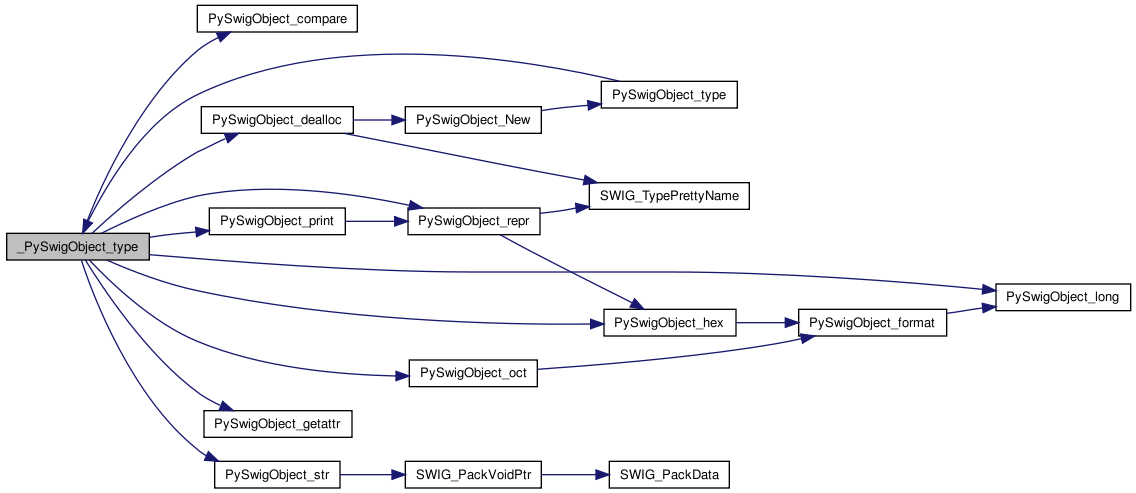 PySwigObject_compare
PySwigObject_type
PySwigObject_dealloc
PySwigObject_New
SWIG_TypePrettyName
PySwigObject_print
PySwigObject_repr
_PySwigObject_type
PySwigObject_long
PySwigObject_hex
PySwigObject_format
PySwigObject_oct
PySwigObject_getattr
PySwigObject_str
SWIG_PackVoidPtr
SWIG_PackData